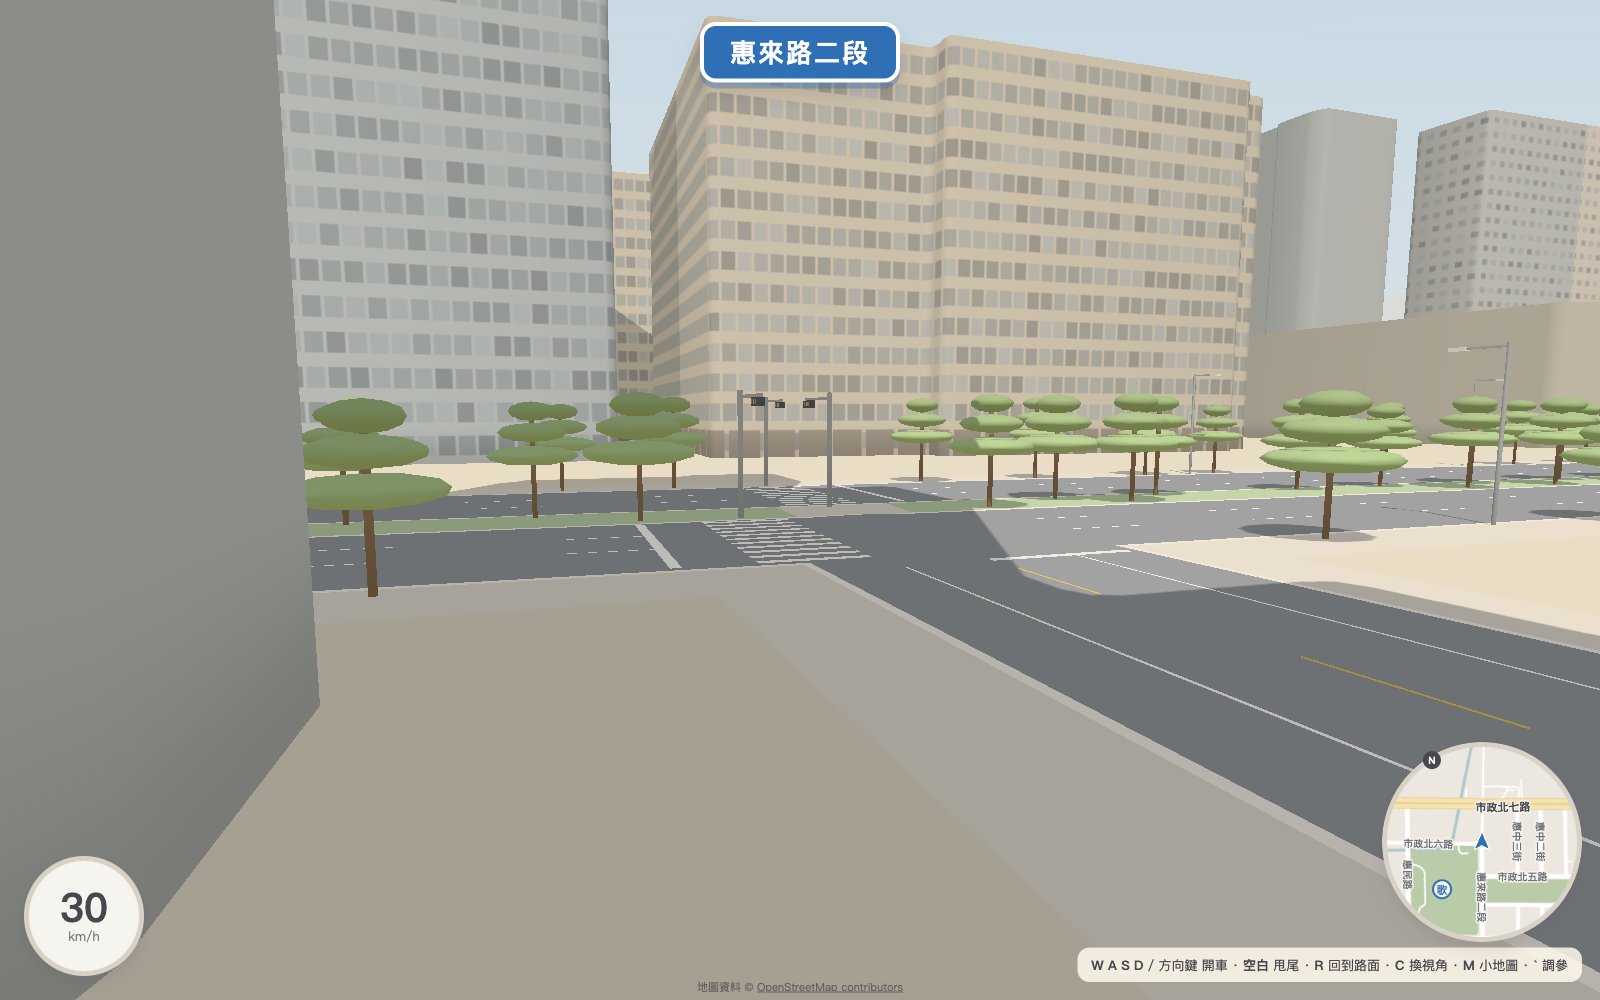 惠來路二段
N
市政北七路
市政北六路
惠中三街
惠中二街
惠民路
歌
市政北五路
惠來路二段
30
km/h
W A S D / 方向鍵 開車 · 空白 甩尾 · R 回到路面 · C 換視角 · M 小地圖 · ` 調參
地圖資料 © OpenStreetMap contributors